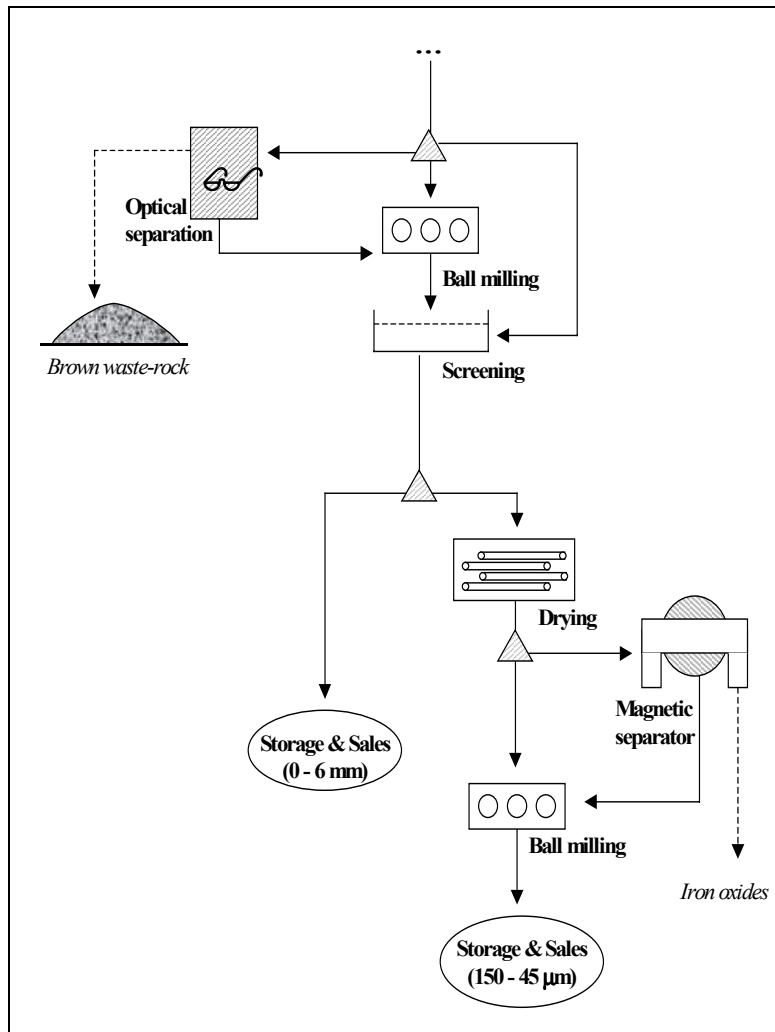 ...
Optical
separation
Ball milling
Brown waste-rock
Screening
Drying
Magnetic
separator
Storage & Sales
(0 - 6 mm)
Ball milling
Iron oxides
Storage & Sales
(150 - 45 μm)